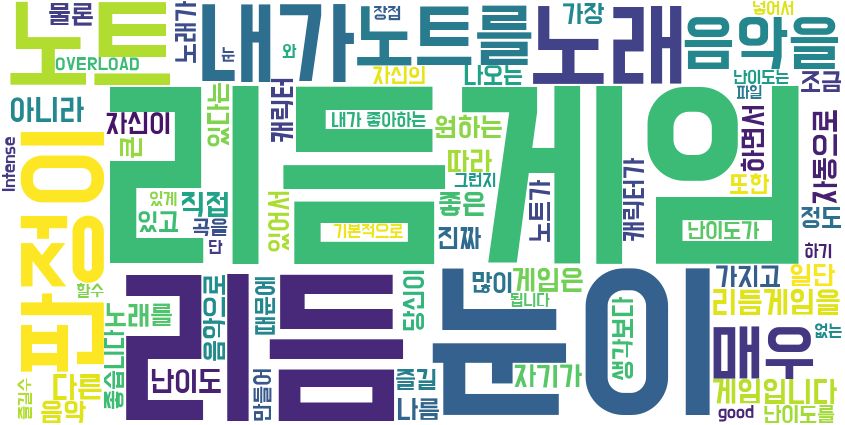 노트
물론
OVERLOAD
노래가
내가
눈
와
노트를
장점
자신의
나오는
노래
가장
음악을
넣어서
난이도는
파일
조금
아니라
Intense
판정이
자신이
큰
리듬게임
있다는
캐릭터
내가 좋아하는
원하는
따라
그런지
좋은
진짜
노트가
캐릭터가
하면서
또한
자동으로
정도
하기
있게
있고
직접
곡을
단
있어서
기본적으로
난이도가
할수
좋습니다
노래를
리듬
음악으로
때문에
당신이
많이
게임은
됩니다
눈이
생각보다
가지고
일단
리듬게임을
매우
없는
즐길수
다른
음악
난이도
만들어
즐길
나름
자기가
게임입니다
good
난이도를